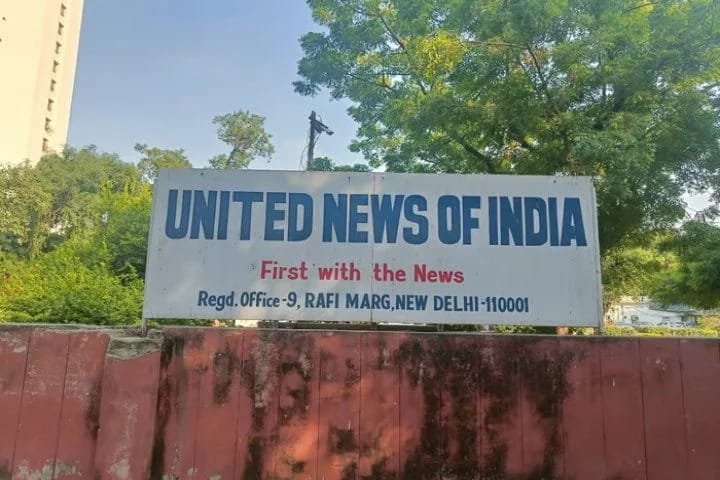 UNITED NEWS OF INDIA
First with the News
Regd. Office-9, RAFI MARG, NEW DELHI-110001